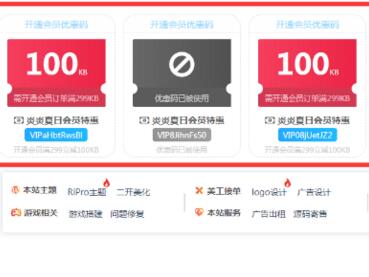 开通会员优惠码
开通会员优惠码
开通会员优惠码
100 KB
100 KB
需开通会员订单满299KB
优惠码已被使用
需开通会员订单满299KB
炎炎夏日会员特惠
炎炎夏日会员特惠
炎炎夏日会员特惠
VIP08jUetJZ2
开通会员满299立减100KB
优惠码已被使用
开通会员满299立减100KB
本站主题 RiPro主题 二开美化
美工接单 logo设计 广告设计
游戏相关 游戏搭建 问题修复
本站服务 广告出租 源码寄售